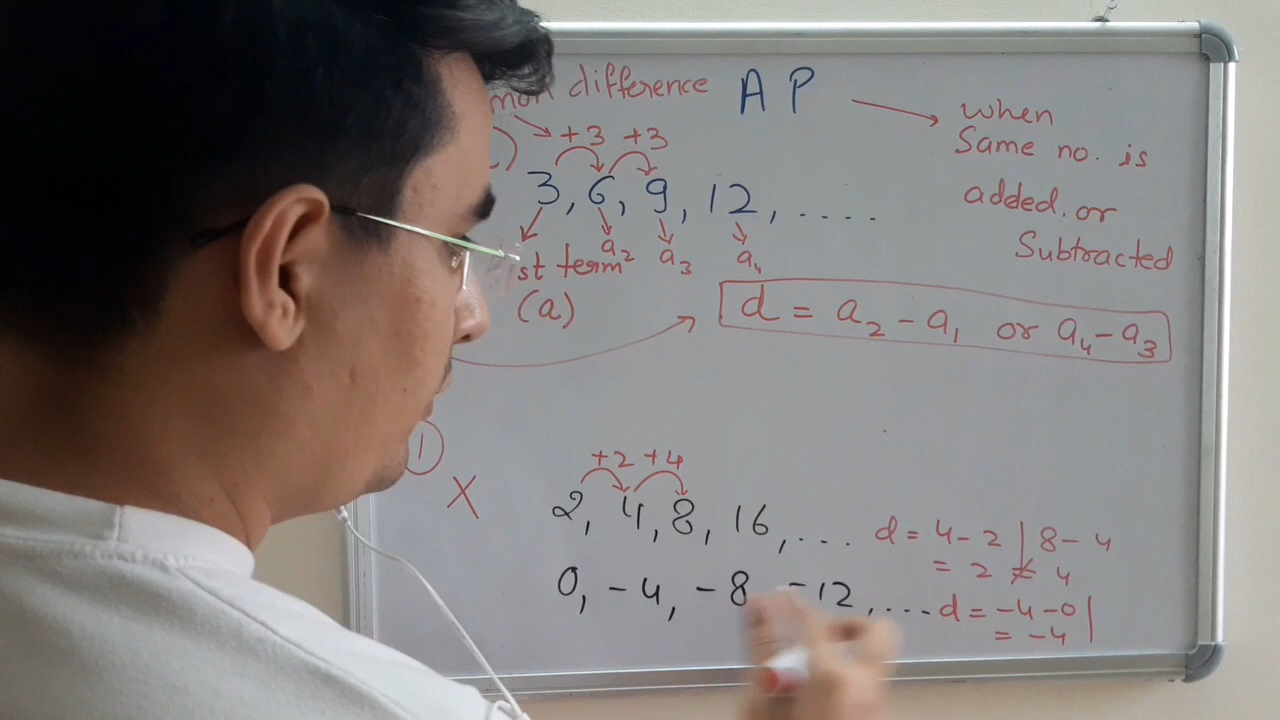 difference AP → when
Same no. is
added. or
Subtracted
+3 +3
3, 6, 9, 12, ....
a₂ a₃ a₄
st term
(a)
d = a₂ - a₁ or a₄ - a₃
①
X
+2 +4
2, 4, 8, 16, ... d = 4 - 2 | 8 - 4
= 2 ≠ 4
0, -4, -8 -12, .... d = -4 - 0 |
= -4